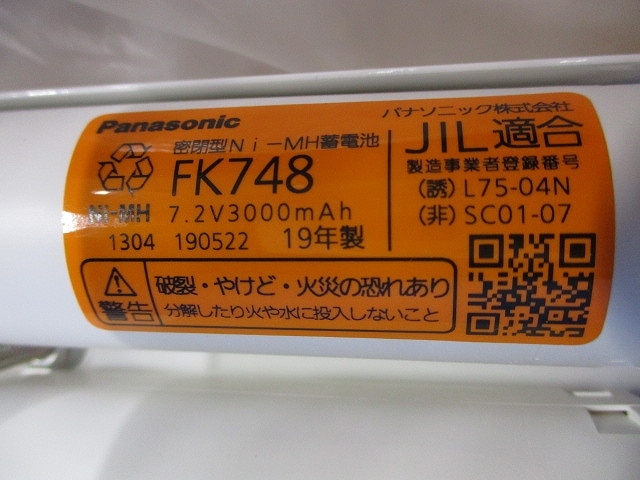 Panasonic
密閉型Ni-MH蓄電池
FK748
Ni-MH
7.2V3000mAh
1304 190522 19年製
パナソニック株式会社
JIL適合
製造事業者登録番号
(誘)L75-04N
(非)SC01-07
警告
破裂・やけど・火災の恐れあり
分解したり火や水に投入しないこと